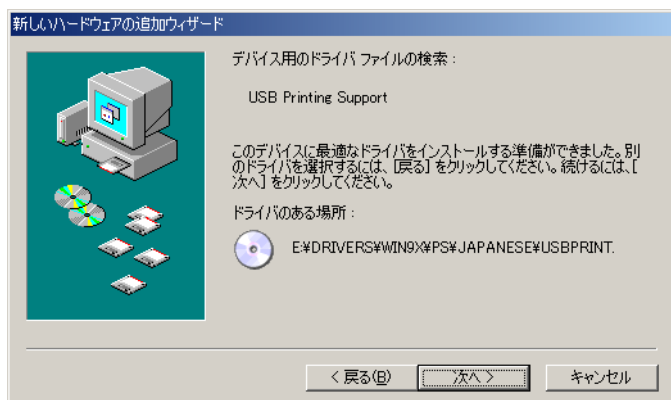 新しいハードウェアの追加ウィザード
デバイス用のドライバ ファイルの検索 :
USB Printing Support
このデバイスに最適なドライバをインストールする準備ができました。別
のドライバを選択するには、[戻る] をクリックしてください。続けるには、[
次へ] をクリックしてください。
ドライバのある場所 :
E:¥DRIVERS¥WIN9X¥PS¥JAPANESE¥USBPRINT.
< 戻る(B)
次へ >
キャンセル